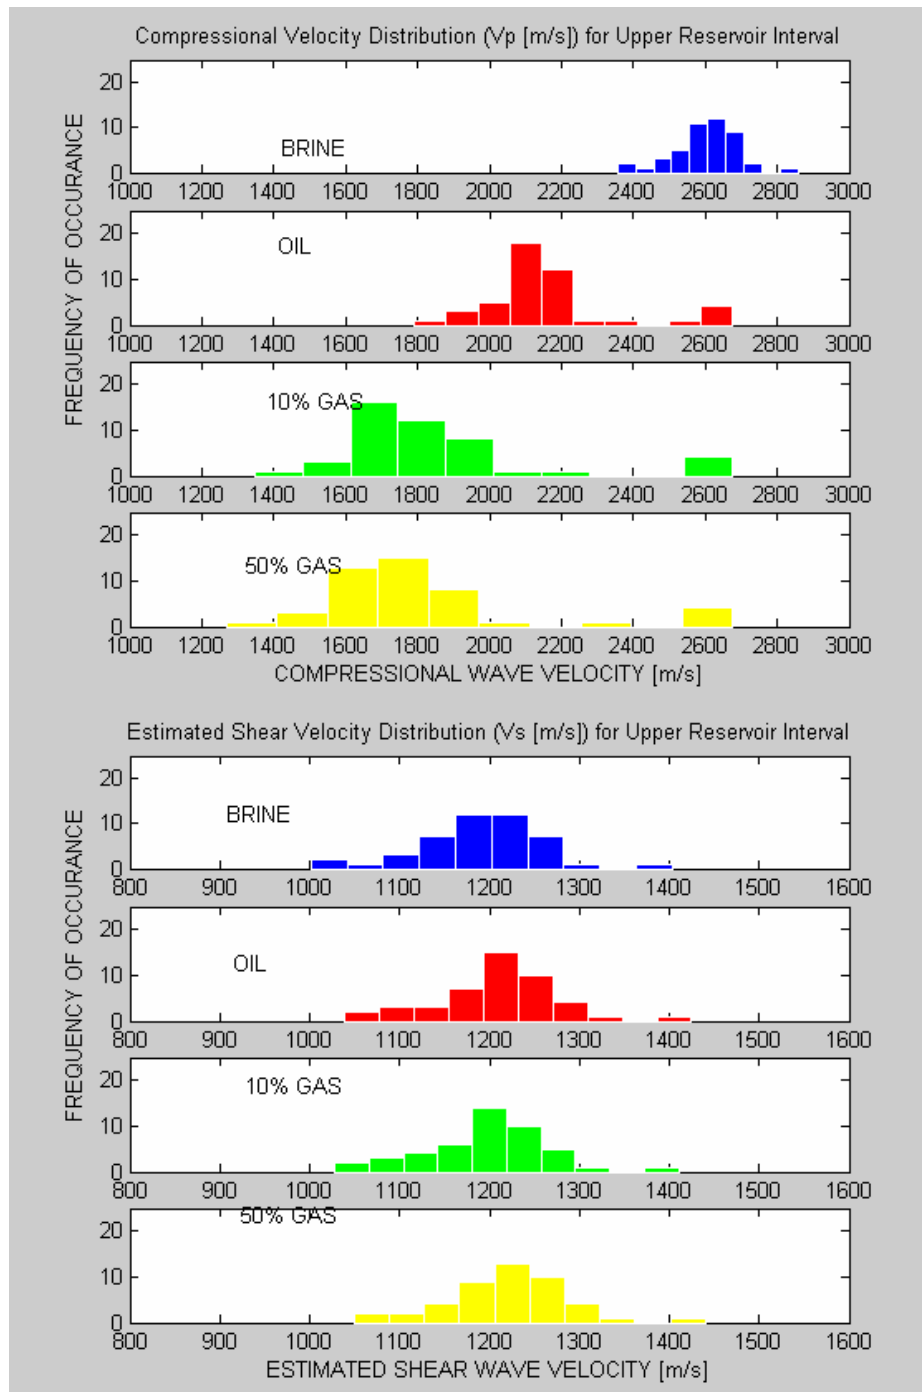 Compressional Velocity Distribution (Vp [m/s]) for Upper Reservoir Interval
FREQUENCY OF OCCURANCE
20
10
0
BRINE
1000 1200 1400 1600 1800 2000 2200 2400 2600 2800 3000
20
10
0
OIL
1000 1200 1400 1600 1800 2000 2200 2400 2600 2800 3000
20
10
0
10% GAS
1000 1200 1400 1600 1800 2000 2200 2400 2600 2800 3000
20
10
0
50% GAS
1000 1200 1400 1600 1800 2000 2200 2400 2600 2800 3000
COMPRESSIONAL WAVE VELOCITY [m/s]
Estimated Shear Velocity Distribution (Vs [m/s]) for Upper Reservoir Interval
FREQUENCY OF OCCURANCE
20
10
0
BRINE
800 900 1000 1100 1200 1300 1400 1500 1600
20
10
0
OIL
800 900 1000 1100 1200 1300 1400 1500 1600
20
10
0
10% GAS
800 900 1000 1100 1200 1300 1400 1500 1600
50% GAS
20
10
0
800 900 1000 1100 1200 1300 1400 1500 1600
ESTIMATED SHEAR WAVE VELOCITY [m/s]